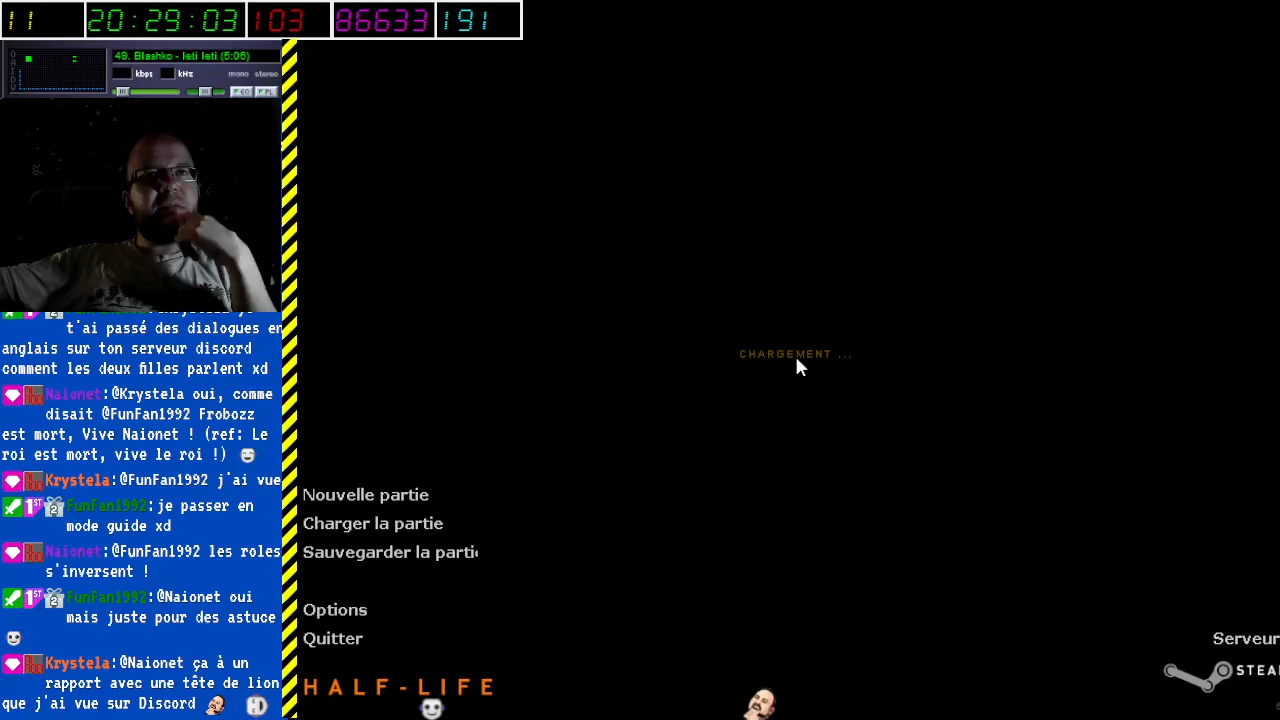 11 20:29:03 103 86633 191
49. Blashko - leti leti (5:06)
kbps kHz mono stereo
EQ PL
t'ai passé des dialogues en
anglais sur ton serveur discord
comment les deux filles parlent xd
Naionet:@Krystela oui, comme
disait @FunFan1992 Frobozz
est mort, Vive Naionet ! (ref: Le
roi est mort, vive le roi !)
Krystela:@FunFan1992 j'ai vue
FunFan1992:je passer en
mode guide xd
Naionet:@FunFan1992 les roles
s'inversent !
FunFan1992:@Naionet oui
mais juste pour des astuce
Krystela:@Naionet ça à un
rapport avec une tête de lion
que j'ai vue sur Discord
CHARGEMENT ...
Nouvelle partie
Charger la partie
Sauvegarder la partie
Options
Quitter
Serveur
STEA
HALF-LIFE